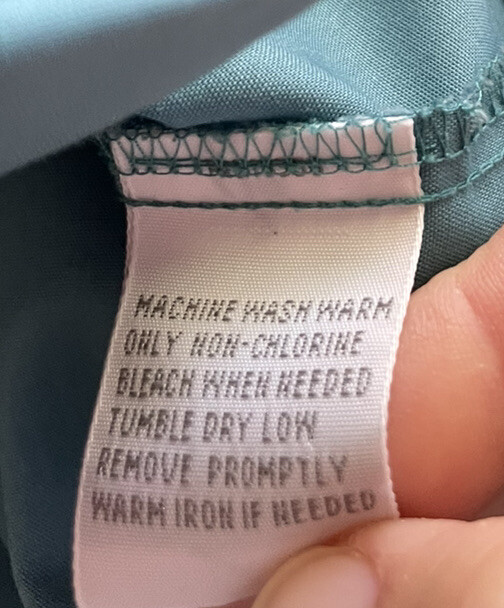 MACHINE WASH WARM
ONLY NON-CHLORINE
BLEACH WHEN NEEDED
TUMBLE DRY LOW
REMOVE PROMPTLY
WARM IRON IF NEEDED